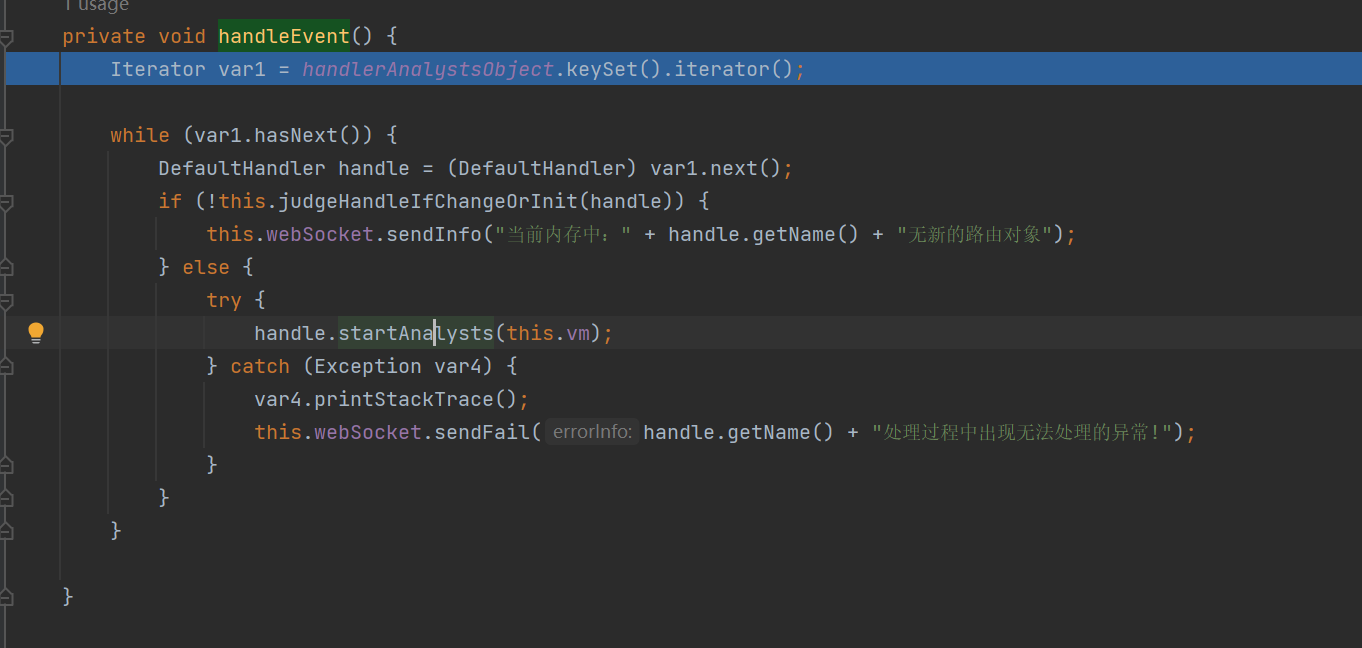 1 usage
private void handleEvent() {
Iterator var1 = handlerAnalystsObject.keySet().iterator();
while (var1.hasNext()) {
DefaultHandler handle = (DefaultHandler) var1.next();
if (!this.judgeHandleIfChangeOrInit(handle)) {
this.webSocket.sendInfo("当前内存中：" + handle.getName() + "无新的路由对象");
} else {
try {
handle.startAnalysts(this.vm);
} catch (Exception var4) {
var4.printStackTrace();
this.webSocket.sendFail( errorInfo: handle.getName() + "处理过程中出现无法处理的异常!");
}
}
}
}